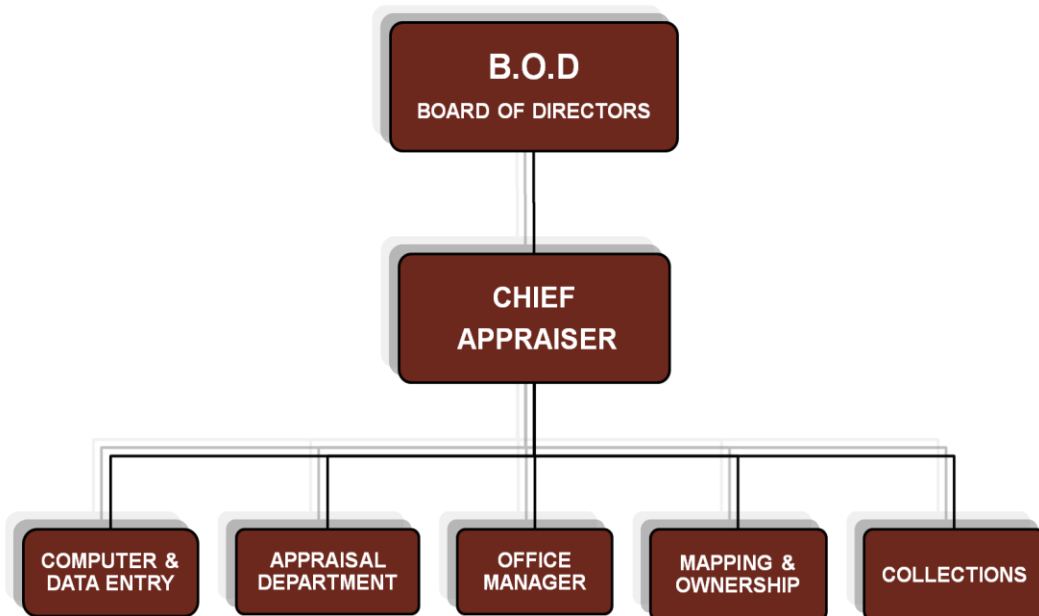 B.O.D
BOARD OF DIRECTORS
CHIEF
APPRAISER
COMPUTER &
DATA ENTRY
APPRAISAL
DEPARTMENT
OFFICE
MANAGER
MAPPING &
OWNERSHIP
COLLECTIONS